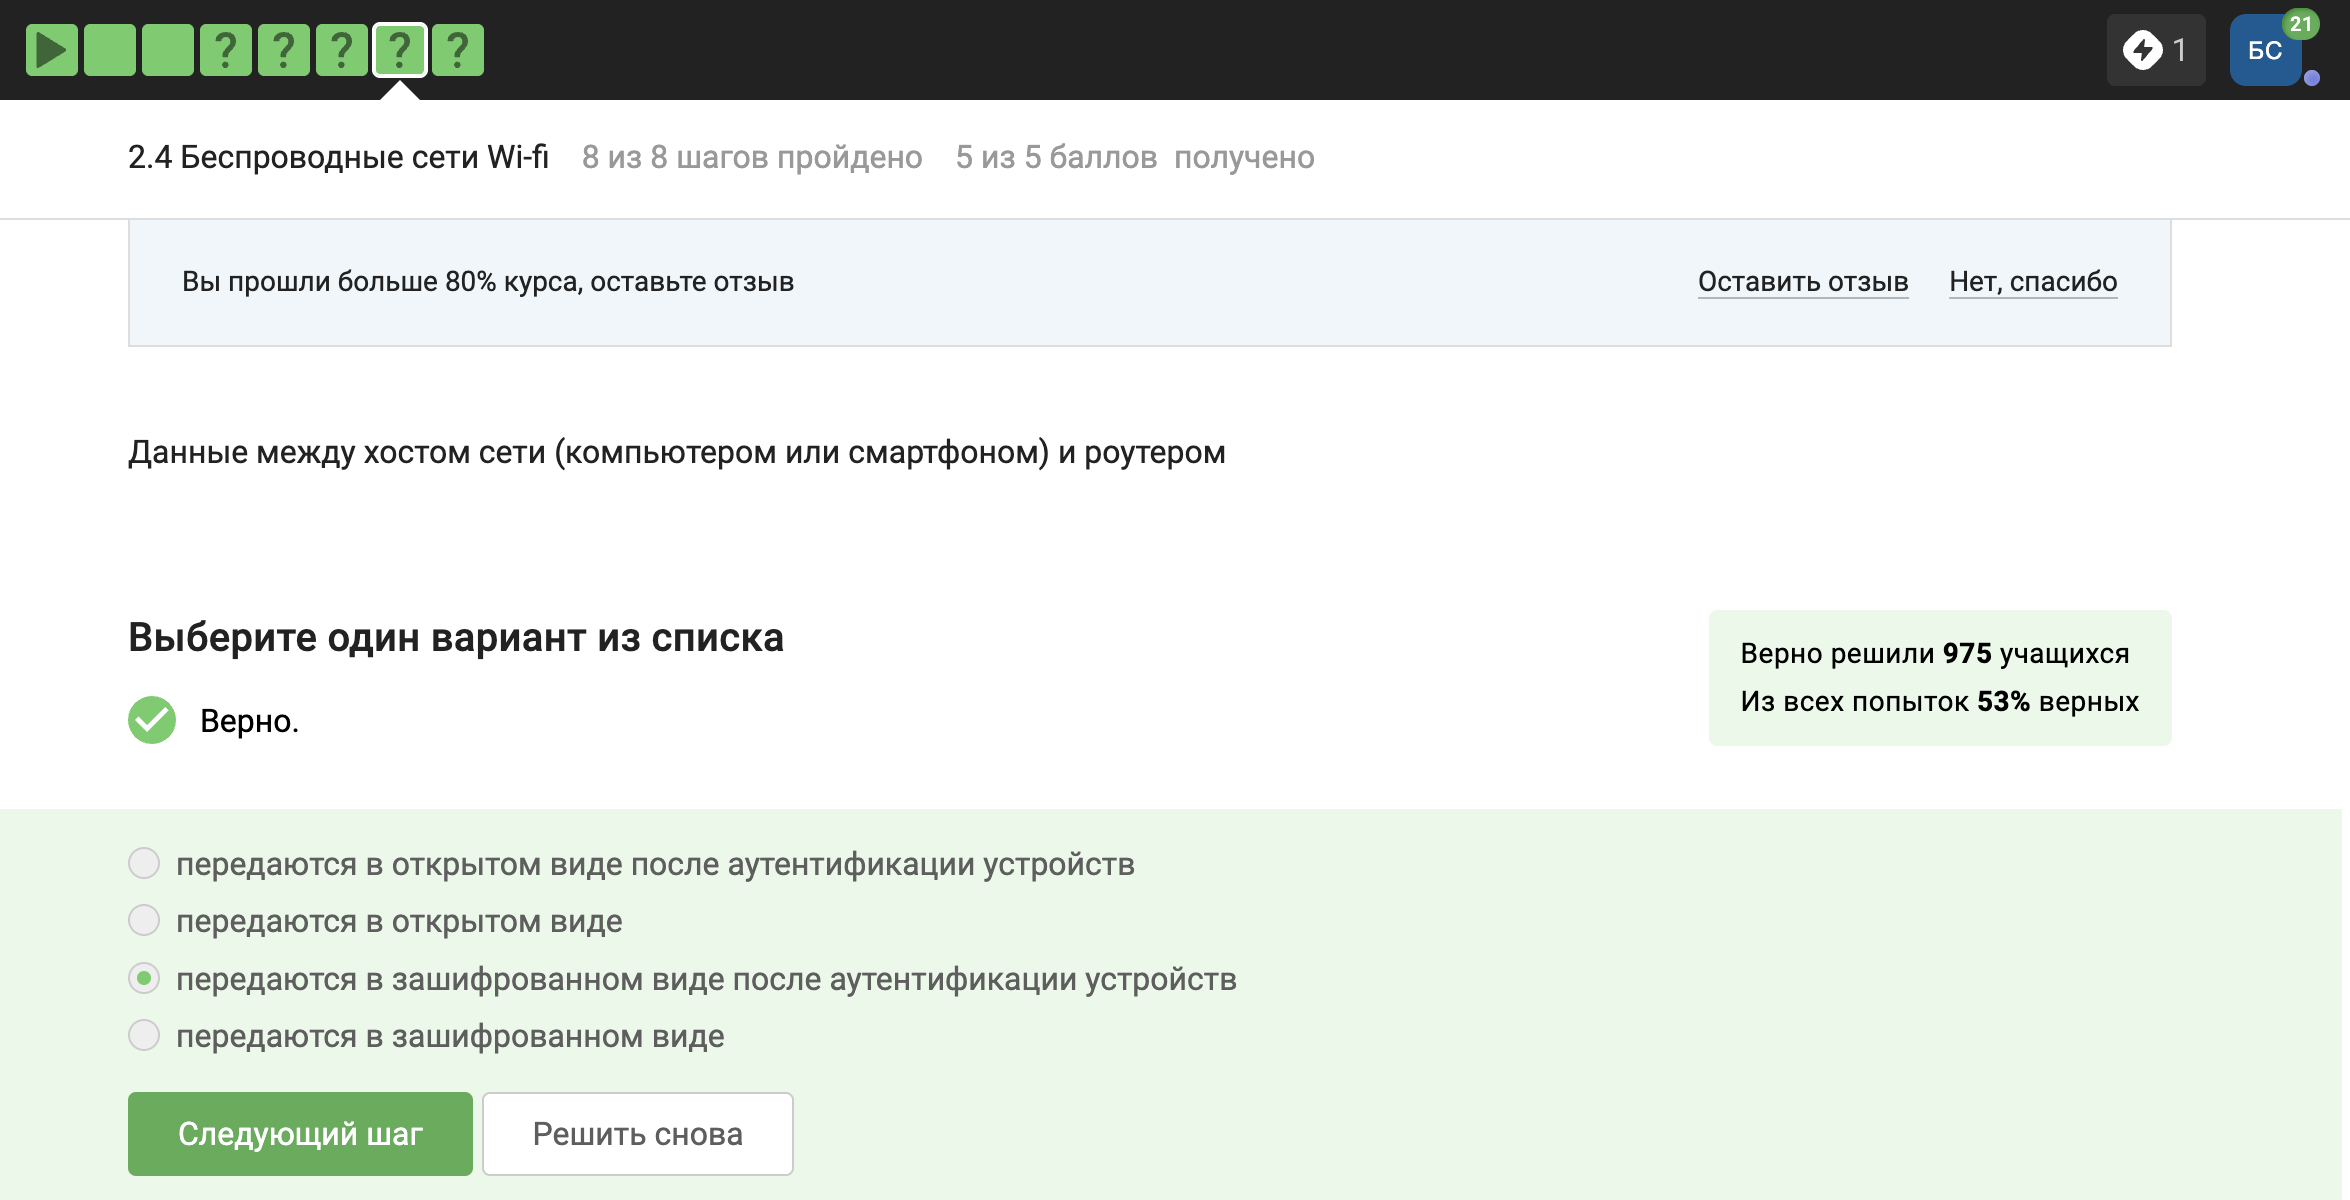 ? ? ? ? ?
1
БС
21
2.4 Беспроводные сети Wi-fi 8 из 8 шагов пройдено 5 из 5 баллов получено
Вы прошли больше 80% курса, оставьте отзыв Оставить отзыв Нет, спасибо
Данные между хостом сети (компьютером или смартфоном) и роутером
Выберите один вариант из списка
Верно.
Верно решили 975 учащихся
Из всех попыток 53% верных
передаются в открытом виде после аутентификации устройств
передаются в открытом виде
передаются в зашифрованном виде после аутентификации устройств
передаются в зашифрованном виде
Следующий шаг Решить снова